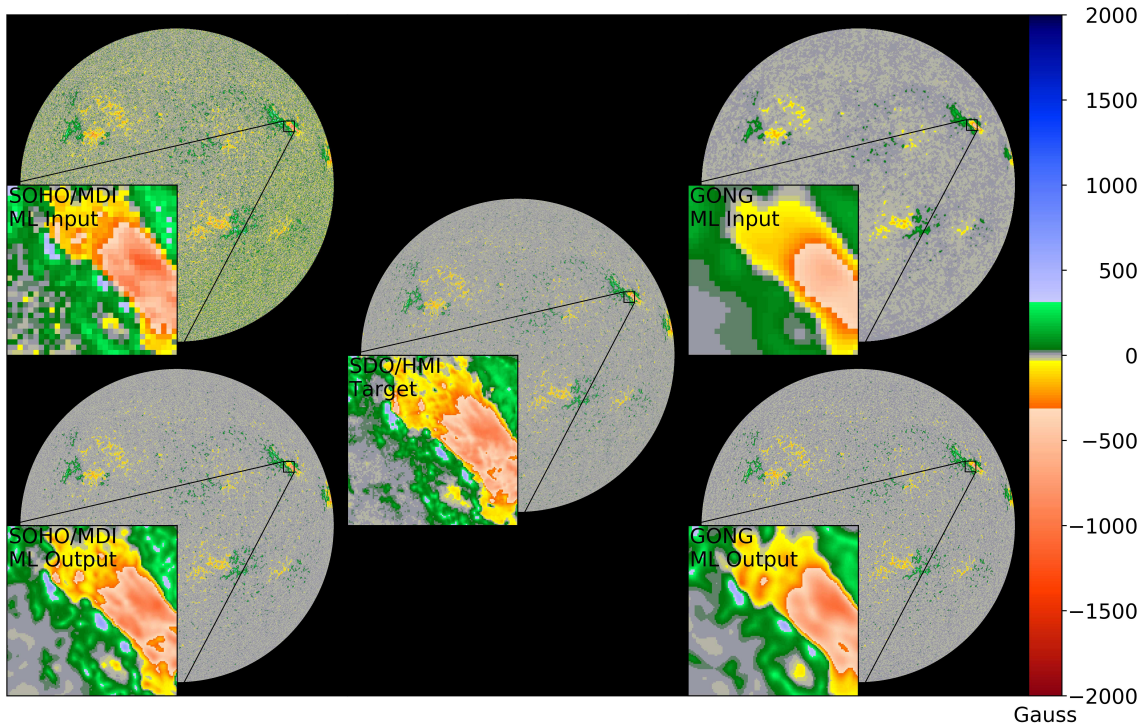 SOHO/MDI
ML Input
GONG
ML Input
SDO/HMI
Target
SOHO/MDI
ML Output
GONG
ML Output
2000
1500
1000
500
0
−500
−1000
−1500
−2000
Gauss